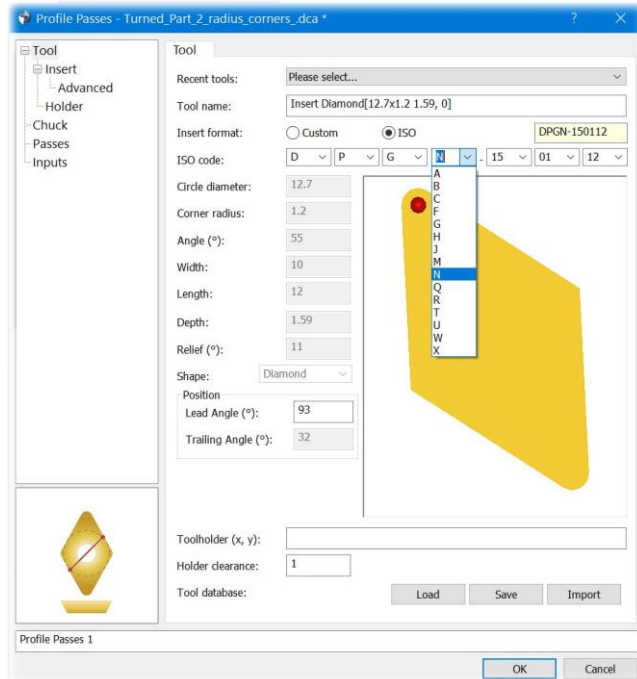 Profile Passes - Turned_Part_2_radius_corners_.dca *
? X
Tool
Insert
Advanced
Holder
Chuck
Passes
Inputs
Tool
Recent tools: Please select...
Tool name: Insert Diamond[12.7x1.2 1.59, 0]
Insert format: Custom ISO DPGN-150112
ISO code: D P G N - 15 01 12
A
B
C
F
G
H
J
M
N
Q
R
T
U
W
X
Circle diameter: 12.7
Corner radius: 1.2
Angle (°): 55
Width: 10
Length: 12
Depth: 1.59
Relief (°): 11
Shape: Diamond
Position
Lead Angle (°): 93
Trailing Angle (°): 32
Toolholder (x, y):
Holder clearance: 1
Tool database: Load Save Import
Profile Passes 1
OK Cancel